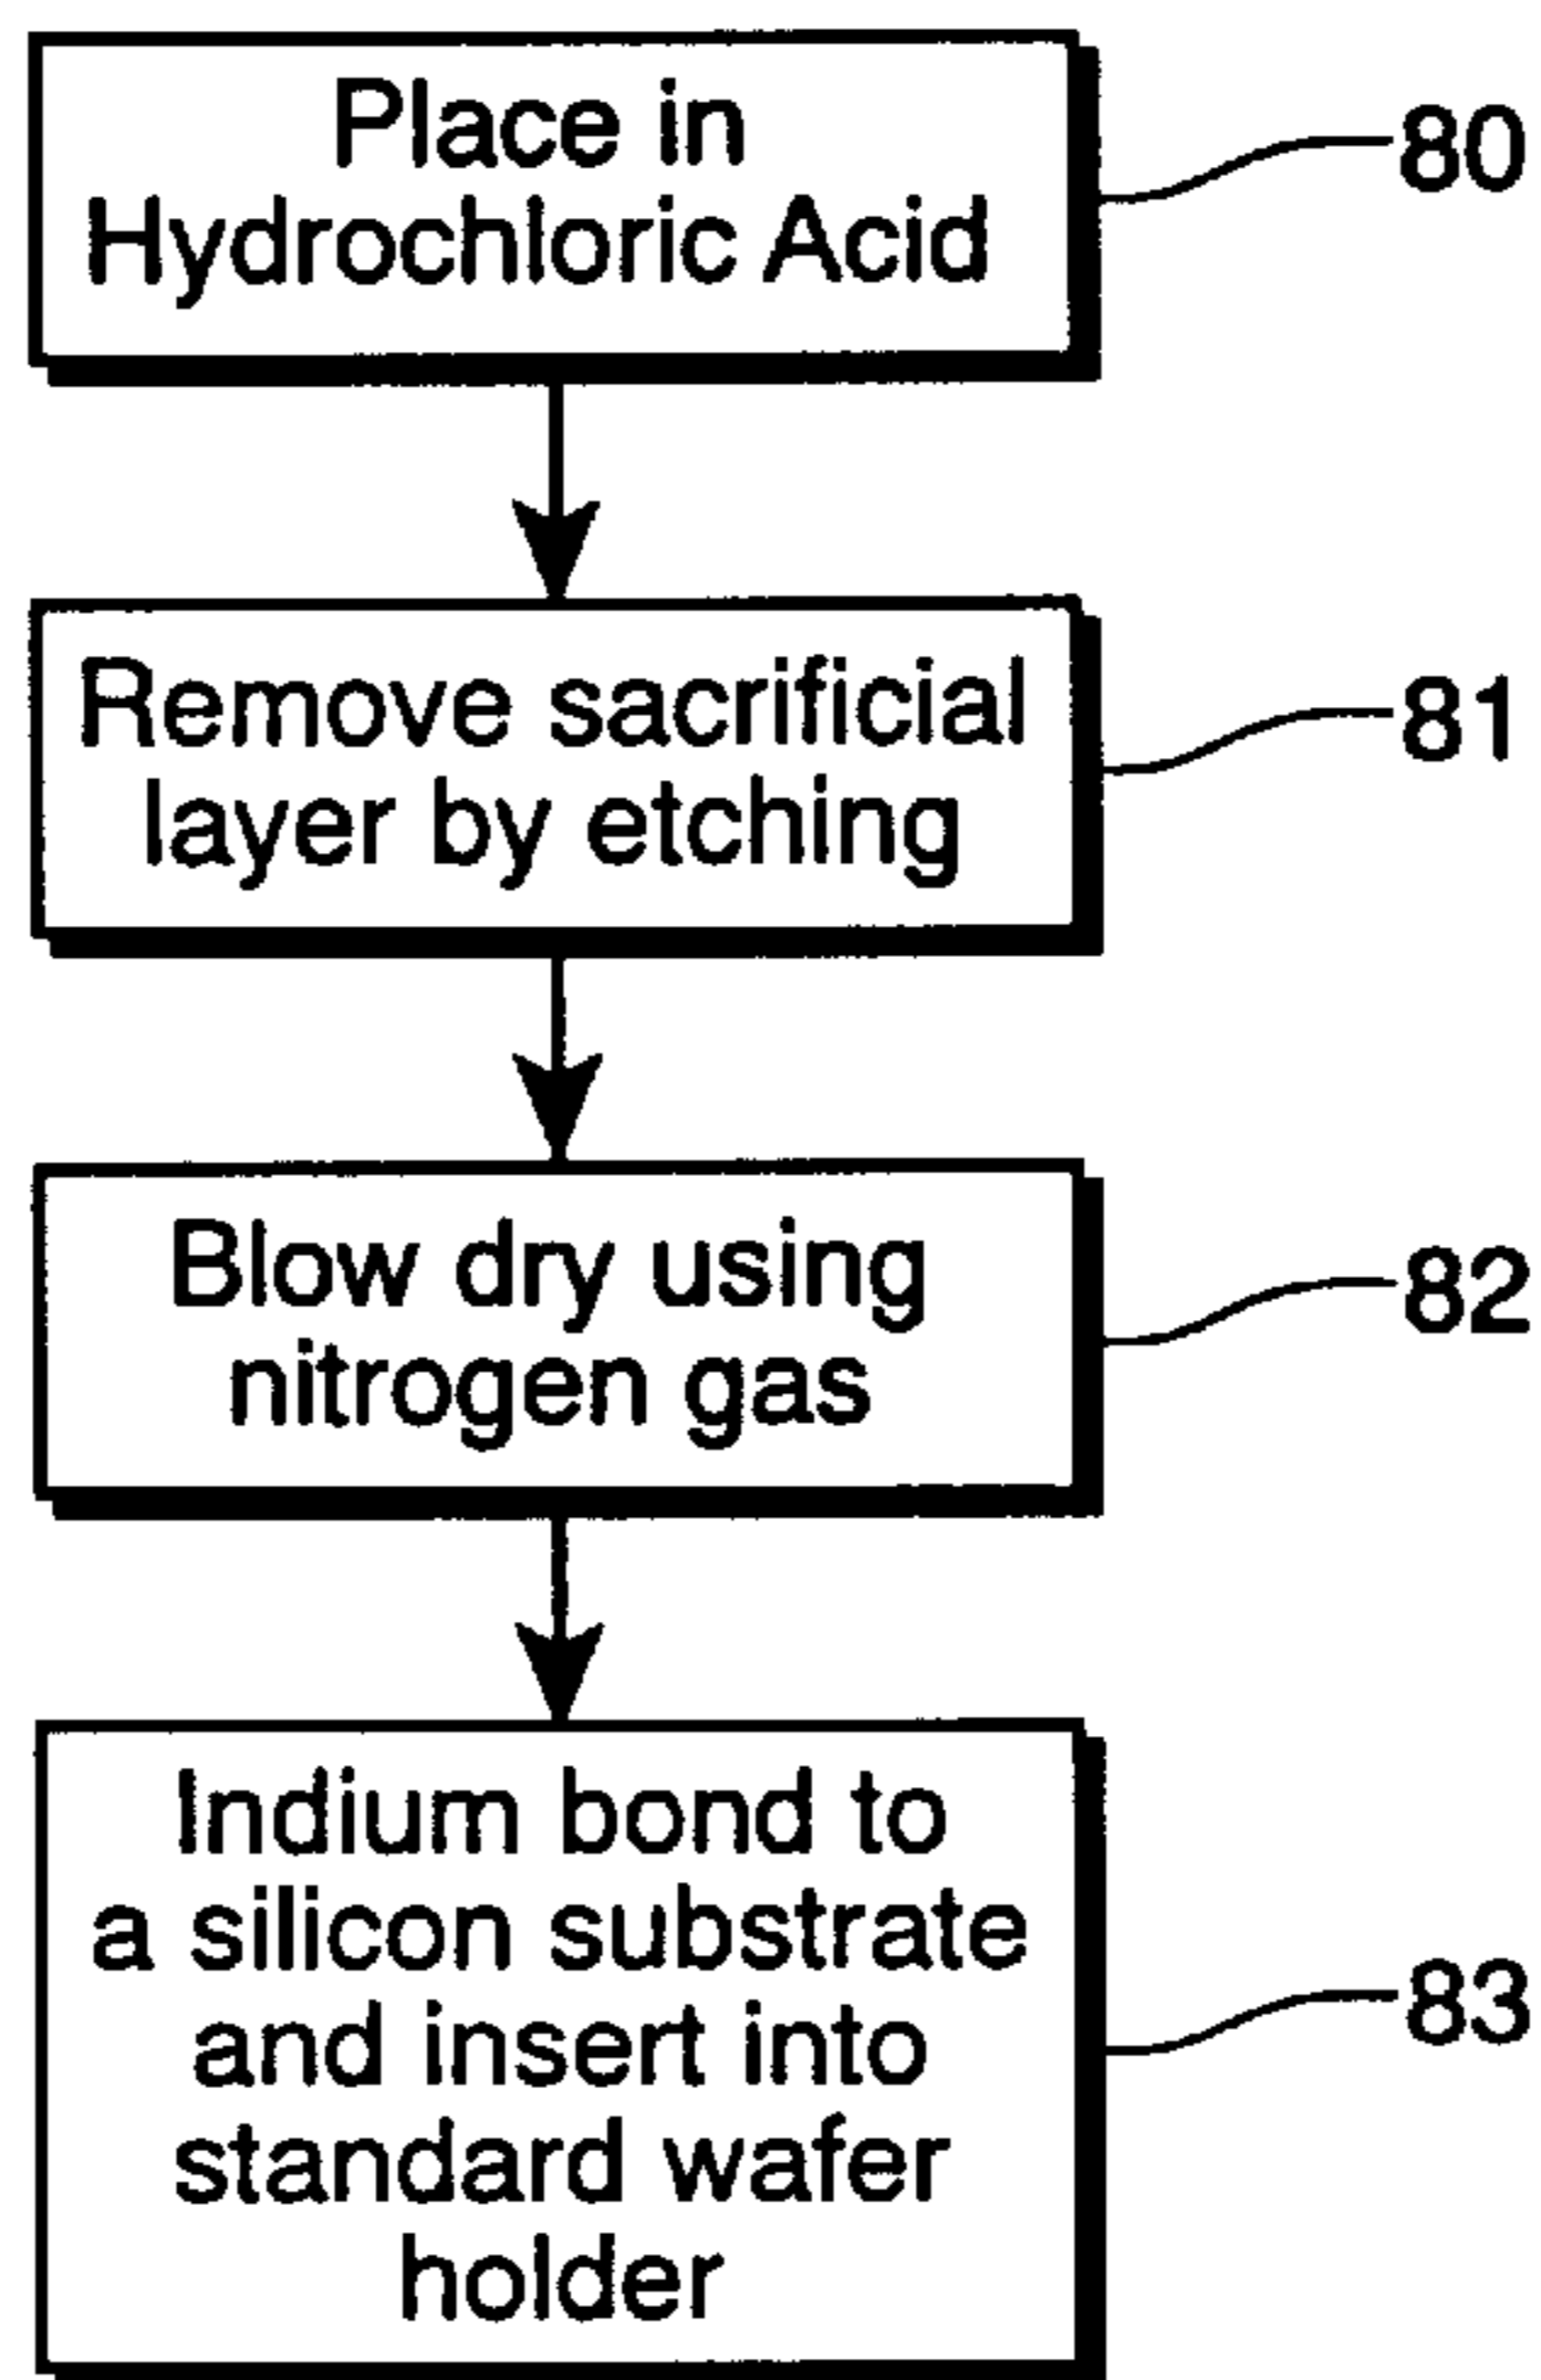 Place in
Hydrochloric Acid
80
Remove sacrificial
layer by etching
81
Blow dry using
nitrogen gas
82
Indium bond to
a silicon substrate
and insert into
standard wafer
holder
83